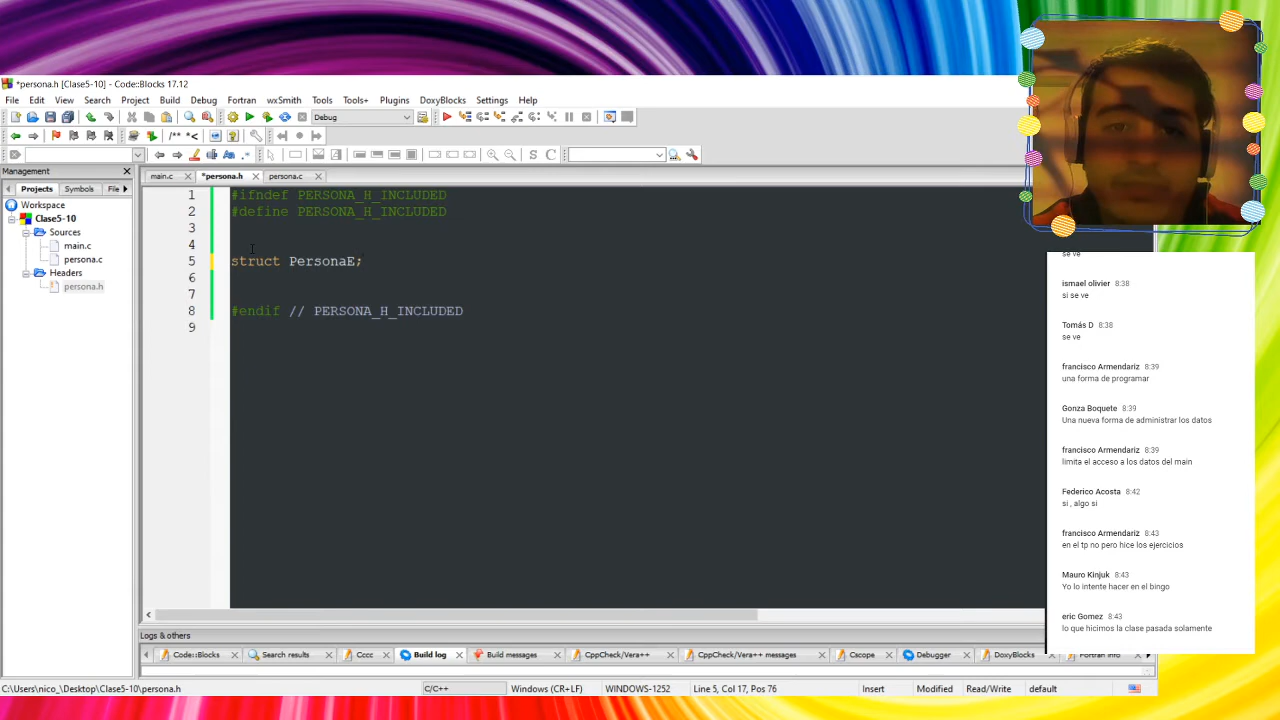 *persona.h [Clase5-10] - Code::Blocks 17.12
File Edit View Search Project Build Debug Fortran wxSmith Tools Tools+ Plugins DoxyBlocks Settings Help
Debug
/** *<
S C
Management
Projects Symbols File
Workspace
Clase5-10
Sources
main.c
persona.c
Headers
persona.h
main.c *persona.h persona.c
1 #ifndef PERSONA_H_INCLUDED
2 #define PERSONA_H_INCLUDED
3
4
5 struct PersonaE;
6
7
8 #endif // PERSONA_H_INCLUDED
9
Logs & others
Code::Blocks Search results Cccc Build log Build messages CppCheck/Vera++ CppCheck/Vera++ messages Cscope Debugger DoxyBlocks Fortran info
C:\Users\nico_\Desktop\Clase5-10\persona.h C/C++ Windows (CR+LF) WINDOWS-1252 Line 5, Col 17, Pos 76 Insert Modified Read/Write default
se ve
ismael olivier 8:38
si se ve
Tomás D 8:38
se ve
francisco Armendariz 8:39
una forma de programar
Gonza Boquete 8:39
Una nueva forma de administrar los datos
francisco Armendariz 8:39
limita el acceso a los datos del main
Federico Acosta 8:42
si , algo si
francisco Armendariz 8:43
en el tp no pero hice los ejercicios
Mauro Kinjuk 8:43
Yo lo intente hacer en el bingo
eric Gomez 8:43
lo que hicimos la clase pasada solamente